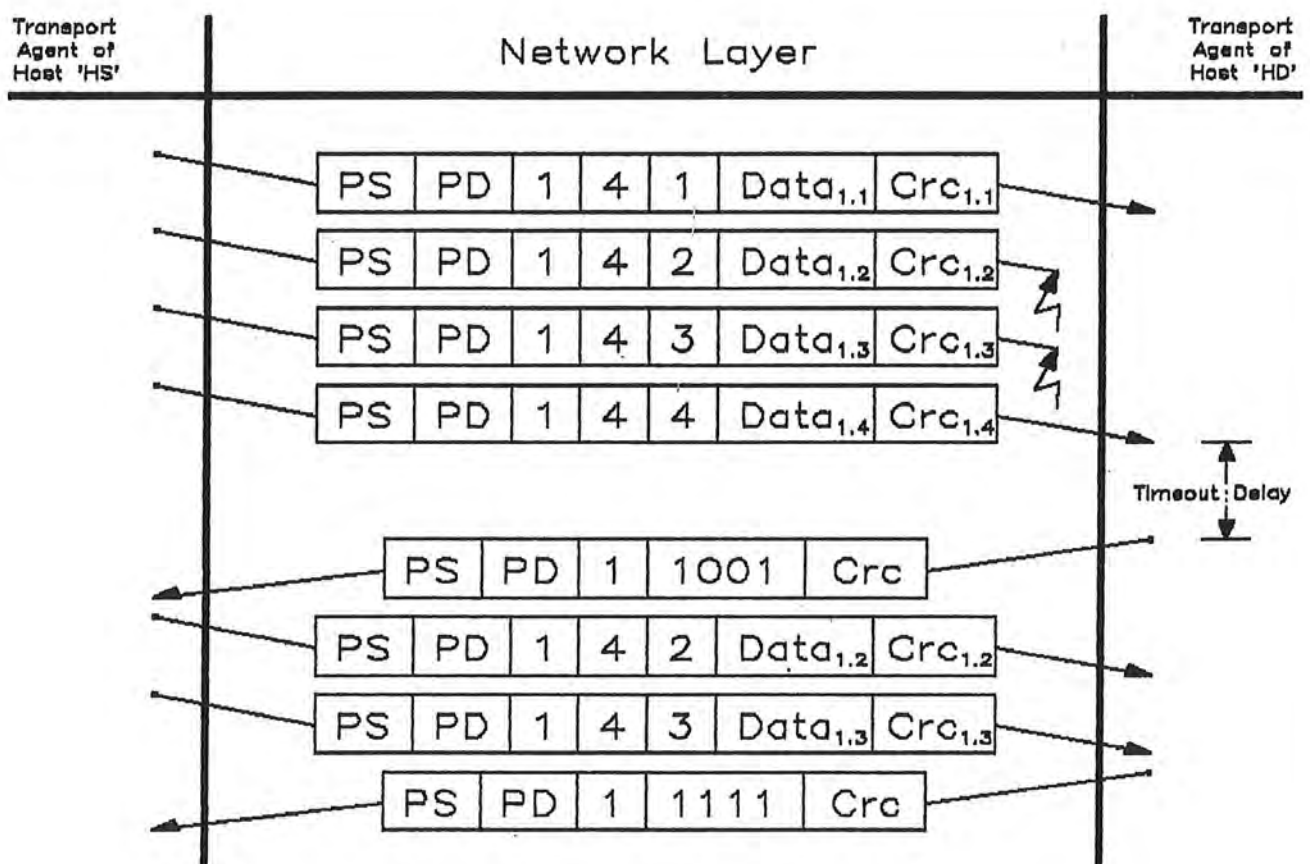 Transport
Agent of
Host 'HS'
Network Layer
Transport
Agent of
Host 'HD'
PS PD 1 4 1 Data1.1 Crc1.1
PS PD 1 4 2 Data1.2 Crc1.2
PS PD 1 4 3 Data1.3 Crc1.3
PS PD 1 4 4 Data1.4 Crc1.4
Timeout Delay
PS PD 1 1001 Crc
PS PD 1 4 2 Data1.2 Crc1.2
PS PD 1 4 3 Data1.3 Crc1.3
PS PD 1 1111 Crc